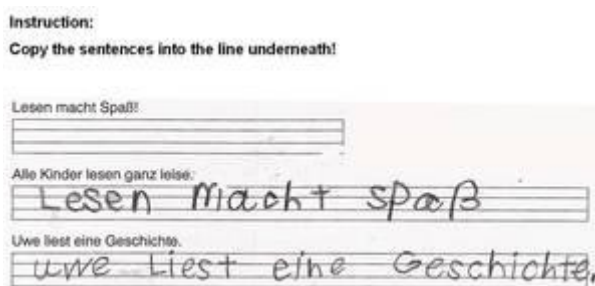 Instruction:
Copy the sentences into the line underneath!
Lesen macht Spaß!
Alle Kinder lesen ganz leise.
Lesen macht spaß
Uwe liest eine Geschichte.
uwe Liest eine Geschichte.